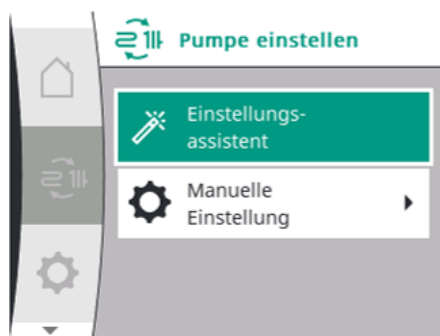 Pumpe einstellen
Einstellungs-
assistent
Manuelle
Einstellung